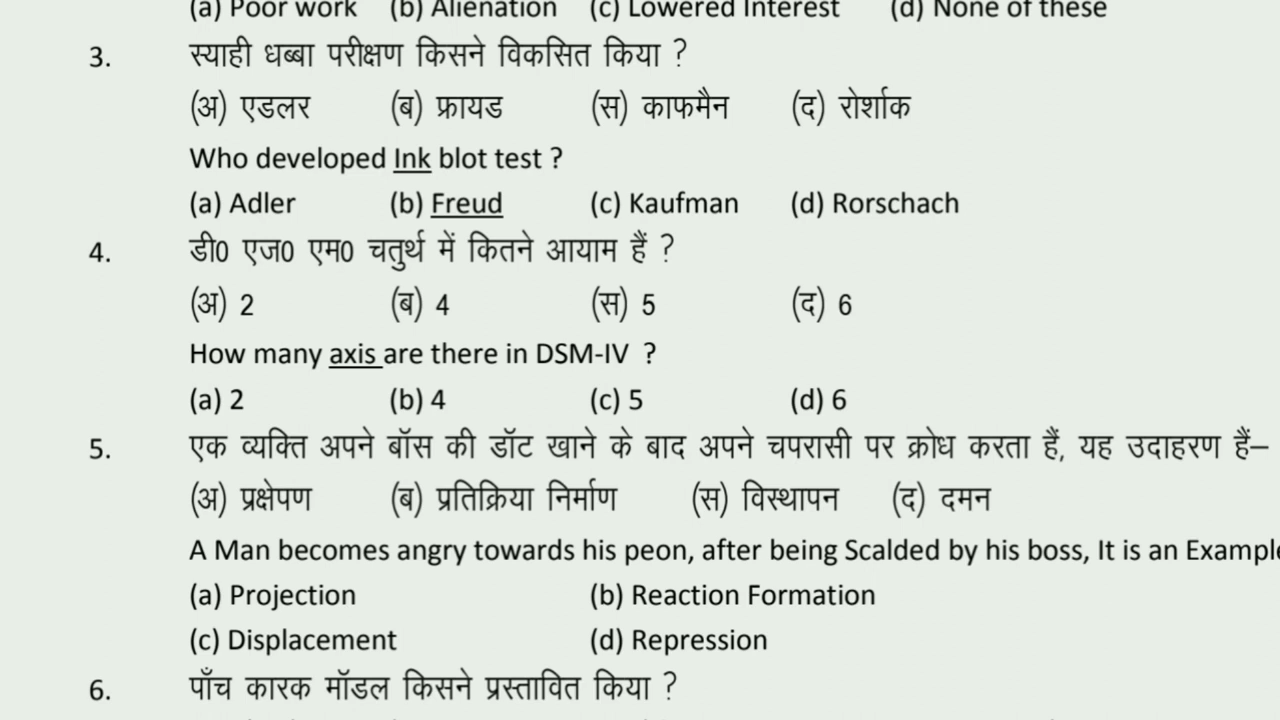 (a) Poor work (b) Alienation (c) Lowered Interest (d) None of these
3. स्याही धब्बा परीक्षण किसने विकसित किया ?
(अ) एडलर (ब) फ्रायड (स) काफमैन (द) रोर्शाक
Who developed Ink blot test ?
(a) Adler (b) Freud (c) Kaufman (d) Rorschach
4. डी0 एज0 एम0 चतुर्थ में कितने आयाम हैं ?
(अ) 2 (ब) 4 (स) 5 (द) 6
How many axis are there in DSM-IV ?
(a) 2 (b) 4 (c) 5 (d) 6
5. एक व्यक्ति अपने बॉस की डॉट खाने के बाद अपने चपरासी पर क्रोध करता हैं, यह उदाहरण हैं–
(अ) प्रक्षेपण (ब) प्रतिक्रिया निर्माण (स) विस्थापन (द) दमन
A Man becomes angry towards his peon, after being Scalded by his boss, It is an Example
(a) Projection (b) Reaction Formation
(c) Displacement (d) Repression
6. पाँच कारक मॉडल किसने प्रस्तावित किया ?